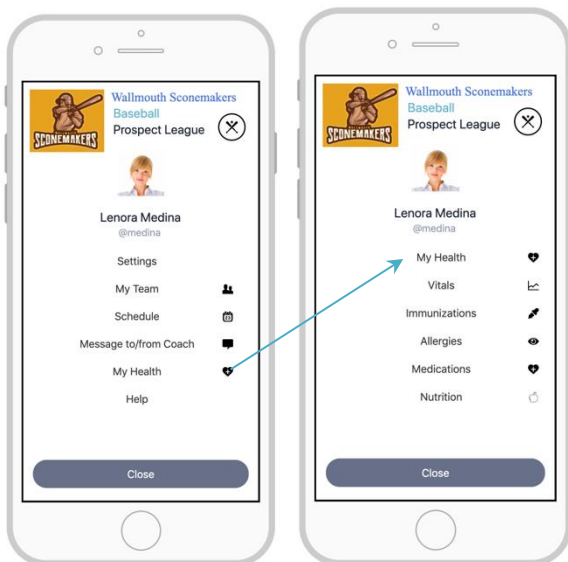 Wallmouth Sconemakers
Baseball
Prospect League
SCONEMAKERS
Lenora Medina
@medina
Settings
My Team
Schedule
Message to/from Coach
My Health
Help
Close
Wallmouth Sconemakers
Baseball
Prospect League
SCONEMAKERS
Lenora Medina
@medina
My Health
Vitals
Immunizations
Allergies
Medications
Nutrition
Close